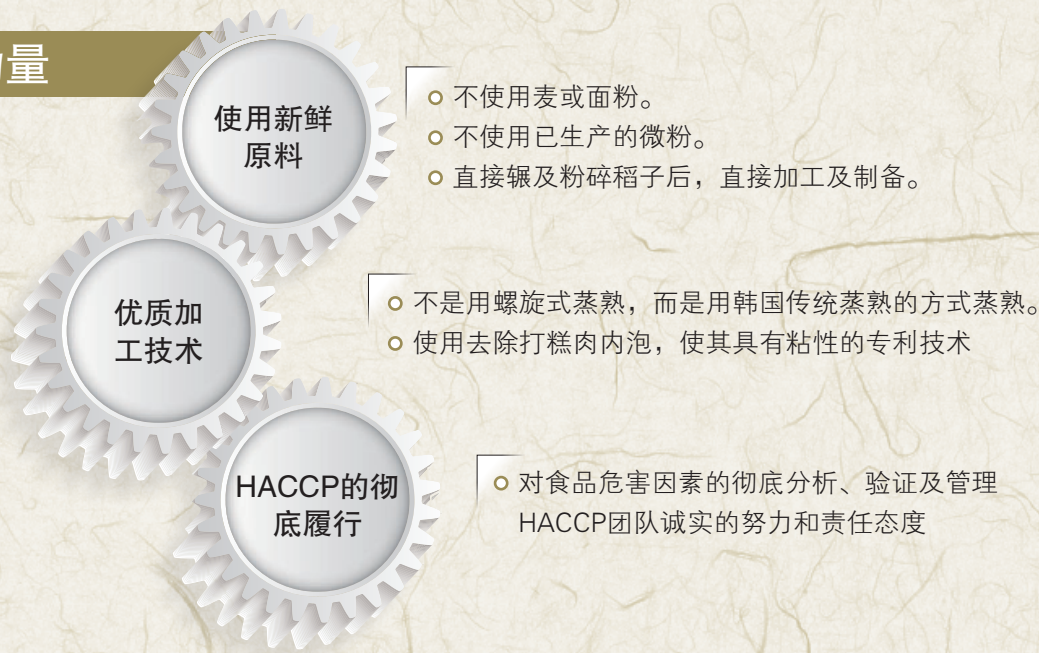 量
使用新鲜
原料
不使用麦或面粉。
不使用已生产的微粉。
直接辗及粉碎稻子后，直接加工及制备。
优质加
工技术
不是用螺旋式蒸熟，而是用韩国传统蒸熟的方式蒸熟。
使用去除打糕肉内泡，使其具有粘性的专利技术
HACCP的彻
底履行
对食品危害因素的彻底分析、验证及管理
HACCP团队诚实的努力和责任态度